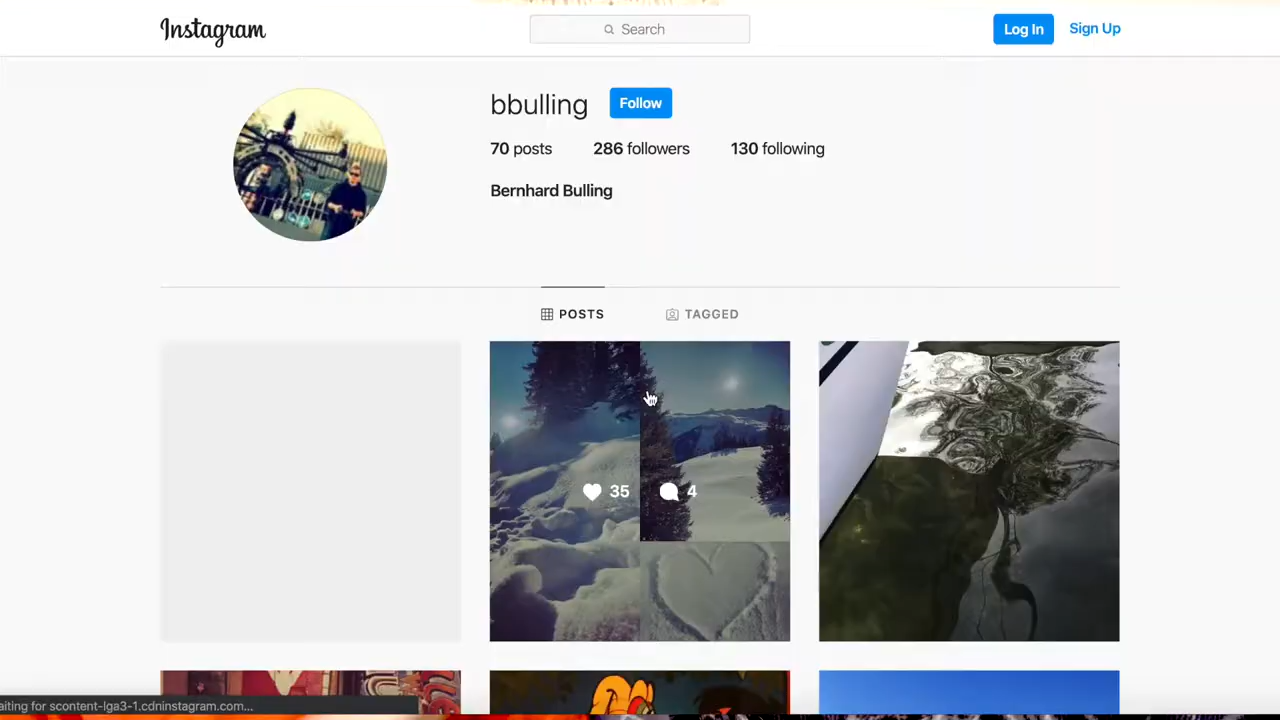 Instagram
Search
Log In
Sign Up
bbulling
Follow
70 posts
286 followers
130 following
Bernhard Bulling
POSTS
TAGGED
35
4
aiting for scontent-lga3-1.cdninstagram.com...